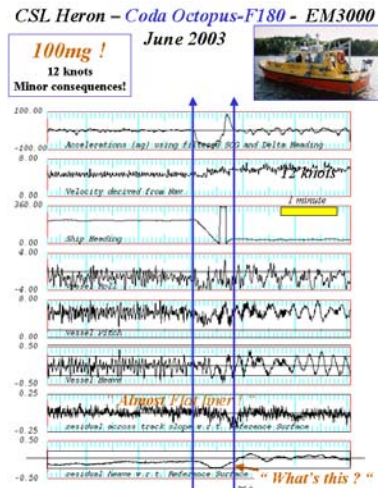 CSL Heron – Coda Octopus-F180 - EM3000
June 2003
100mg !
12 knots
Minor consequences!
100.00
-100.00
Accelerations (mg) using filtered SOG and Delta Heading
8.00
12 knots
Velocity derived from Nav.
0.00
360.00
1 minute
0.00
Ship Heading
4.00
-4.00
Vessel Roll
8.00
0.00
Vessel Pitch
0.50
-0.50
Vessel Heave
0.25
" Almost Flat liner ! "
-0.25
residual across track slope w.r.t. Reference Surface
0.50
-0.50
residual Heave w.r.t. Reference Surface
" What's this ? "